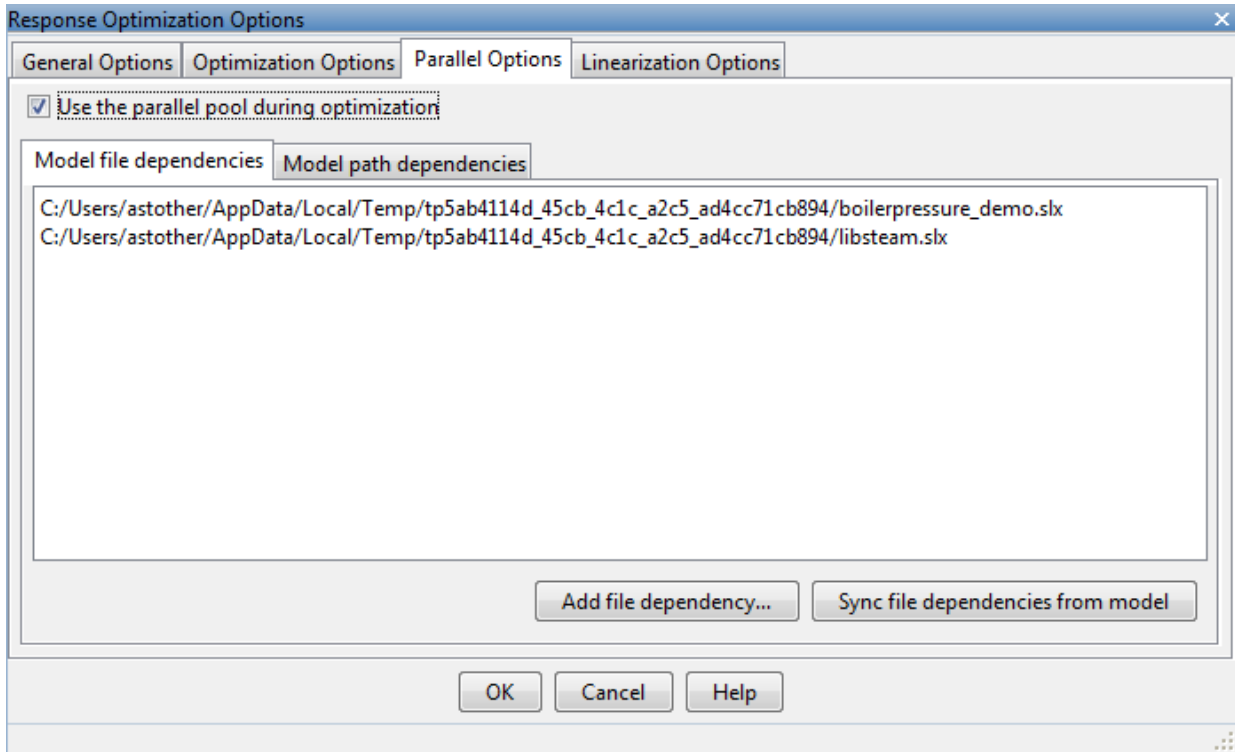 Response Optimization Options
General Options Optimization Options Parallel Options Linearization Options
Use the parallel pool during optimization
Model file dependencies Model path dependencies
C:/Users/astother/AppData/Local/Temp/tp5ab4114d_45cb_4c1c_a2c5_ad4cc71cb894/boilerpressure_demo.slx
C:/Users/astother/AppData/Local/Temp/tp5ab4114d_45cb_4c1c_a2c5_ad4cc71cb894/libsteam.slx
Add file dependency... Sync file dependencies from model
OK Cancel Help